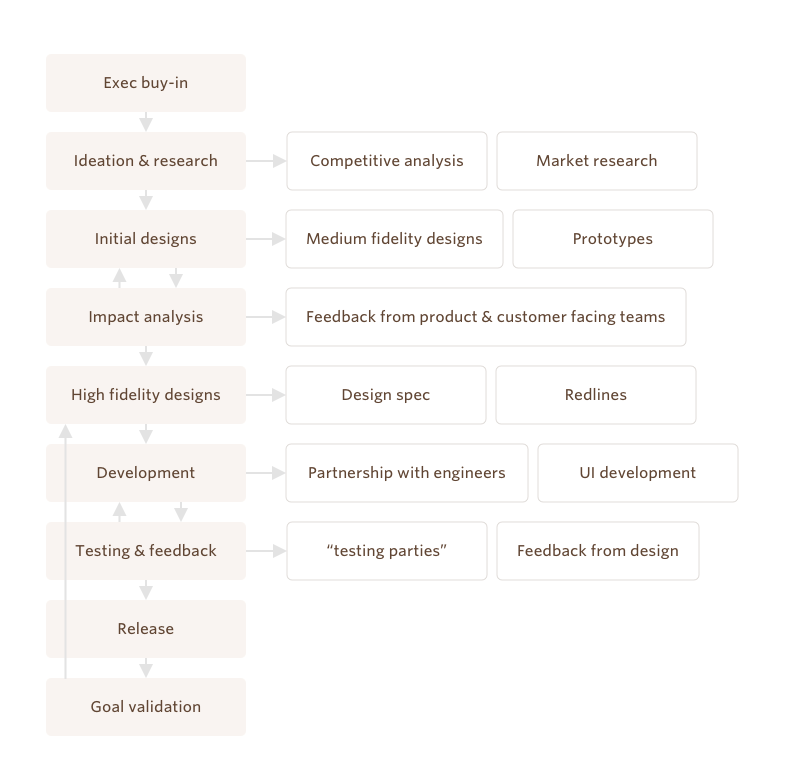 Exec buy-in
Ideation & research
Competitive analysis
Market research
Initial designs
Medium fidelity designs
Prototypes
Impact analysis
Feedback from product & customer facing teams
High fidelity designs
Design spec
Redlines
Development
Partnership with engineers
UI development
Testing & feedback
“testing parties”
Feedback from design
Release
Goal validation